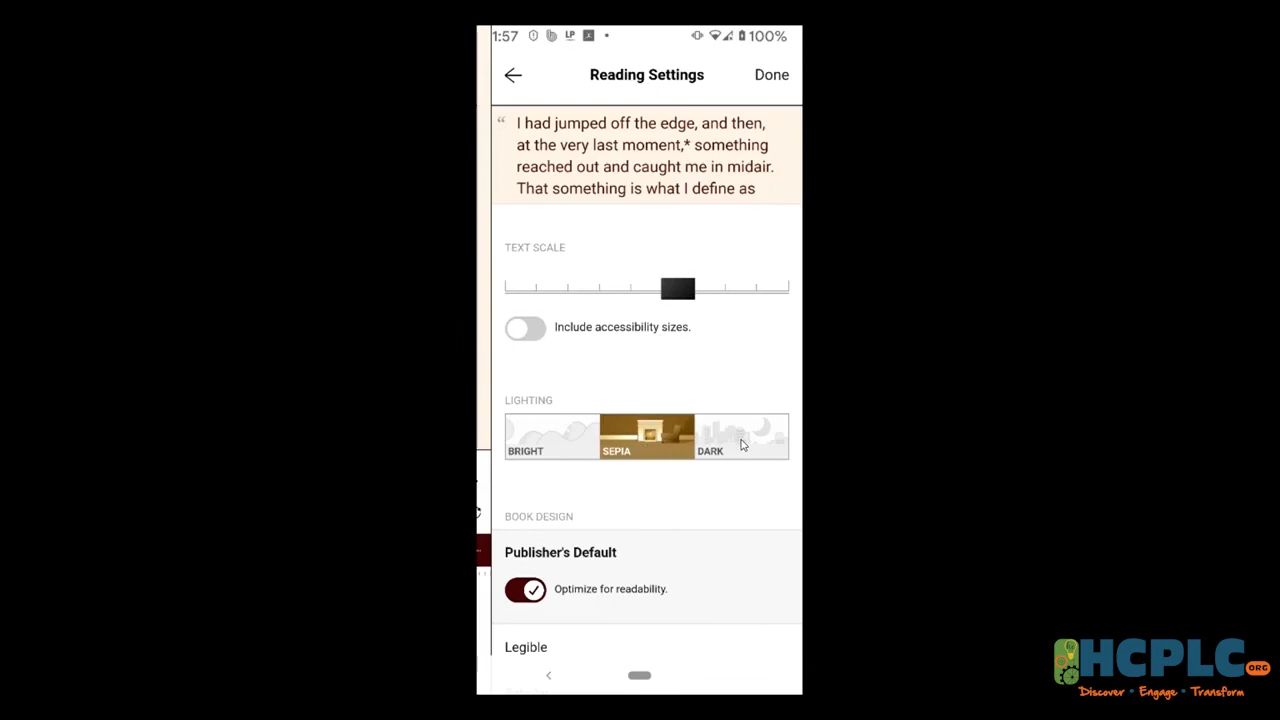 1:57 LP 100%
Reading Settings Done
“ I had jumped off the edge, and then,
at the very last moment,* something
reached out and caught me in midair.
That something is what I define as
TEXT SCALE
Include accessibility sizes.
LIGHTING
BRIGHT SEPIA DARK
BOOK DESIGN
Publisher's Default
Optimize for readability.
Legible
HCPLC.ORG
Discover • Engage • Transform